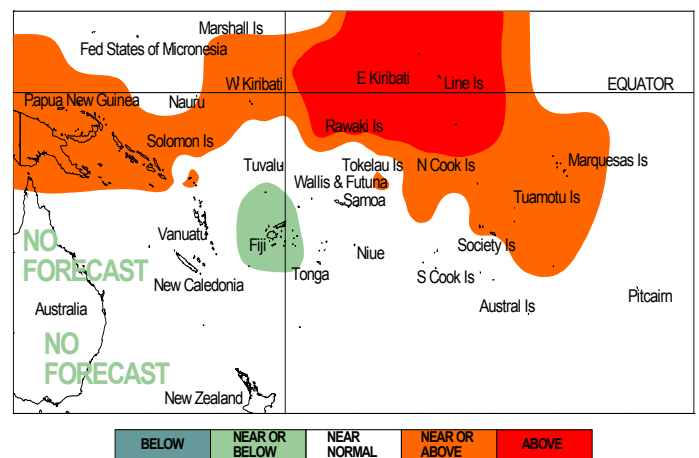 Marshall Is
Fed States of Micronesia
W Kiribati
E Kiribati
Line Is
EQUATOR
Papua New Guinea
Nauru
Rawaki Is
Solomon Is
Tuvalu
Tokelau Is
N Cook Is
Marquesas Is
Wallis & Futuna
Samoa
Tuamotu Is
Vanuatu
Fiji
Niue
Society Is
NO
FORECAST
Tonga
S Cook Is
New Caledonia
Pitcairn
Australia
Austral Is
NO
FORECAST
New Zealand
BELOW
NEAR OR
BELOW
NEAR
NORMAL
NEAR OR
ABOVE
ABOVE